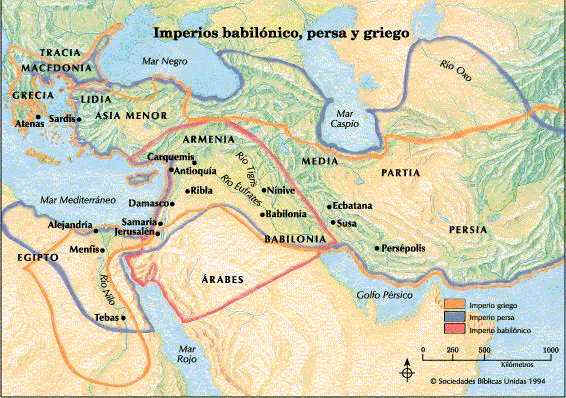 Imperios babilónico, persa y griego
TRACIA
MACEDONIA
Mar Negro
Río Oxo
GRECIA
LIDIA
Atenas
Sardis
ASIA MENOR
Mar
Caspio
ARMENIA
MEDIA
PARTIA
Carquemis
Antioquía
Río Tigris
Ribla
Río Eufrates
Nínive
Mar Mediterráneo
Damasco
Ecbatana
Babilonia
Samaria
Jerusalén
Susa
Alejandría
PERSIA
BABILONIA
Menfis
Persépolis
EGIPTO
ÁRABES
Río Nilo
Golfo Pérsico
Tebas
Mar
Rojo
Imperio griego
Imperio persa
Imperio babilónico
0 250 500 1000
Kilómetros
© Sociedades Bíblicas Unidas 1994